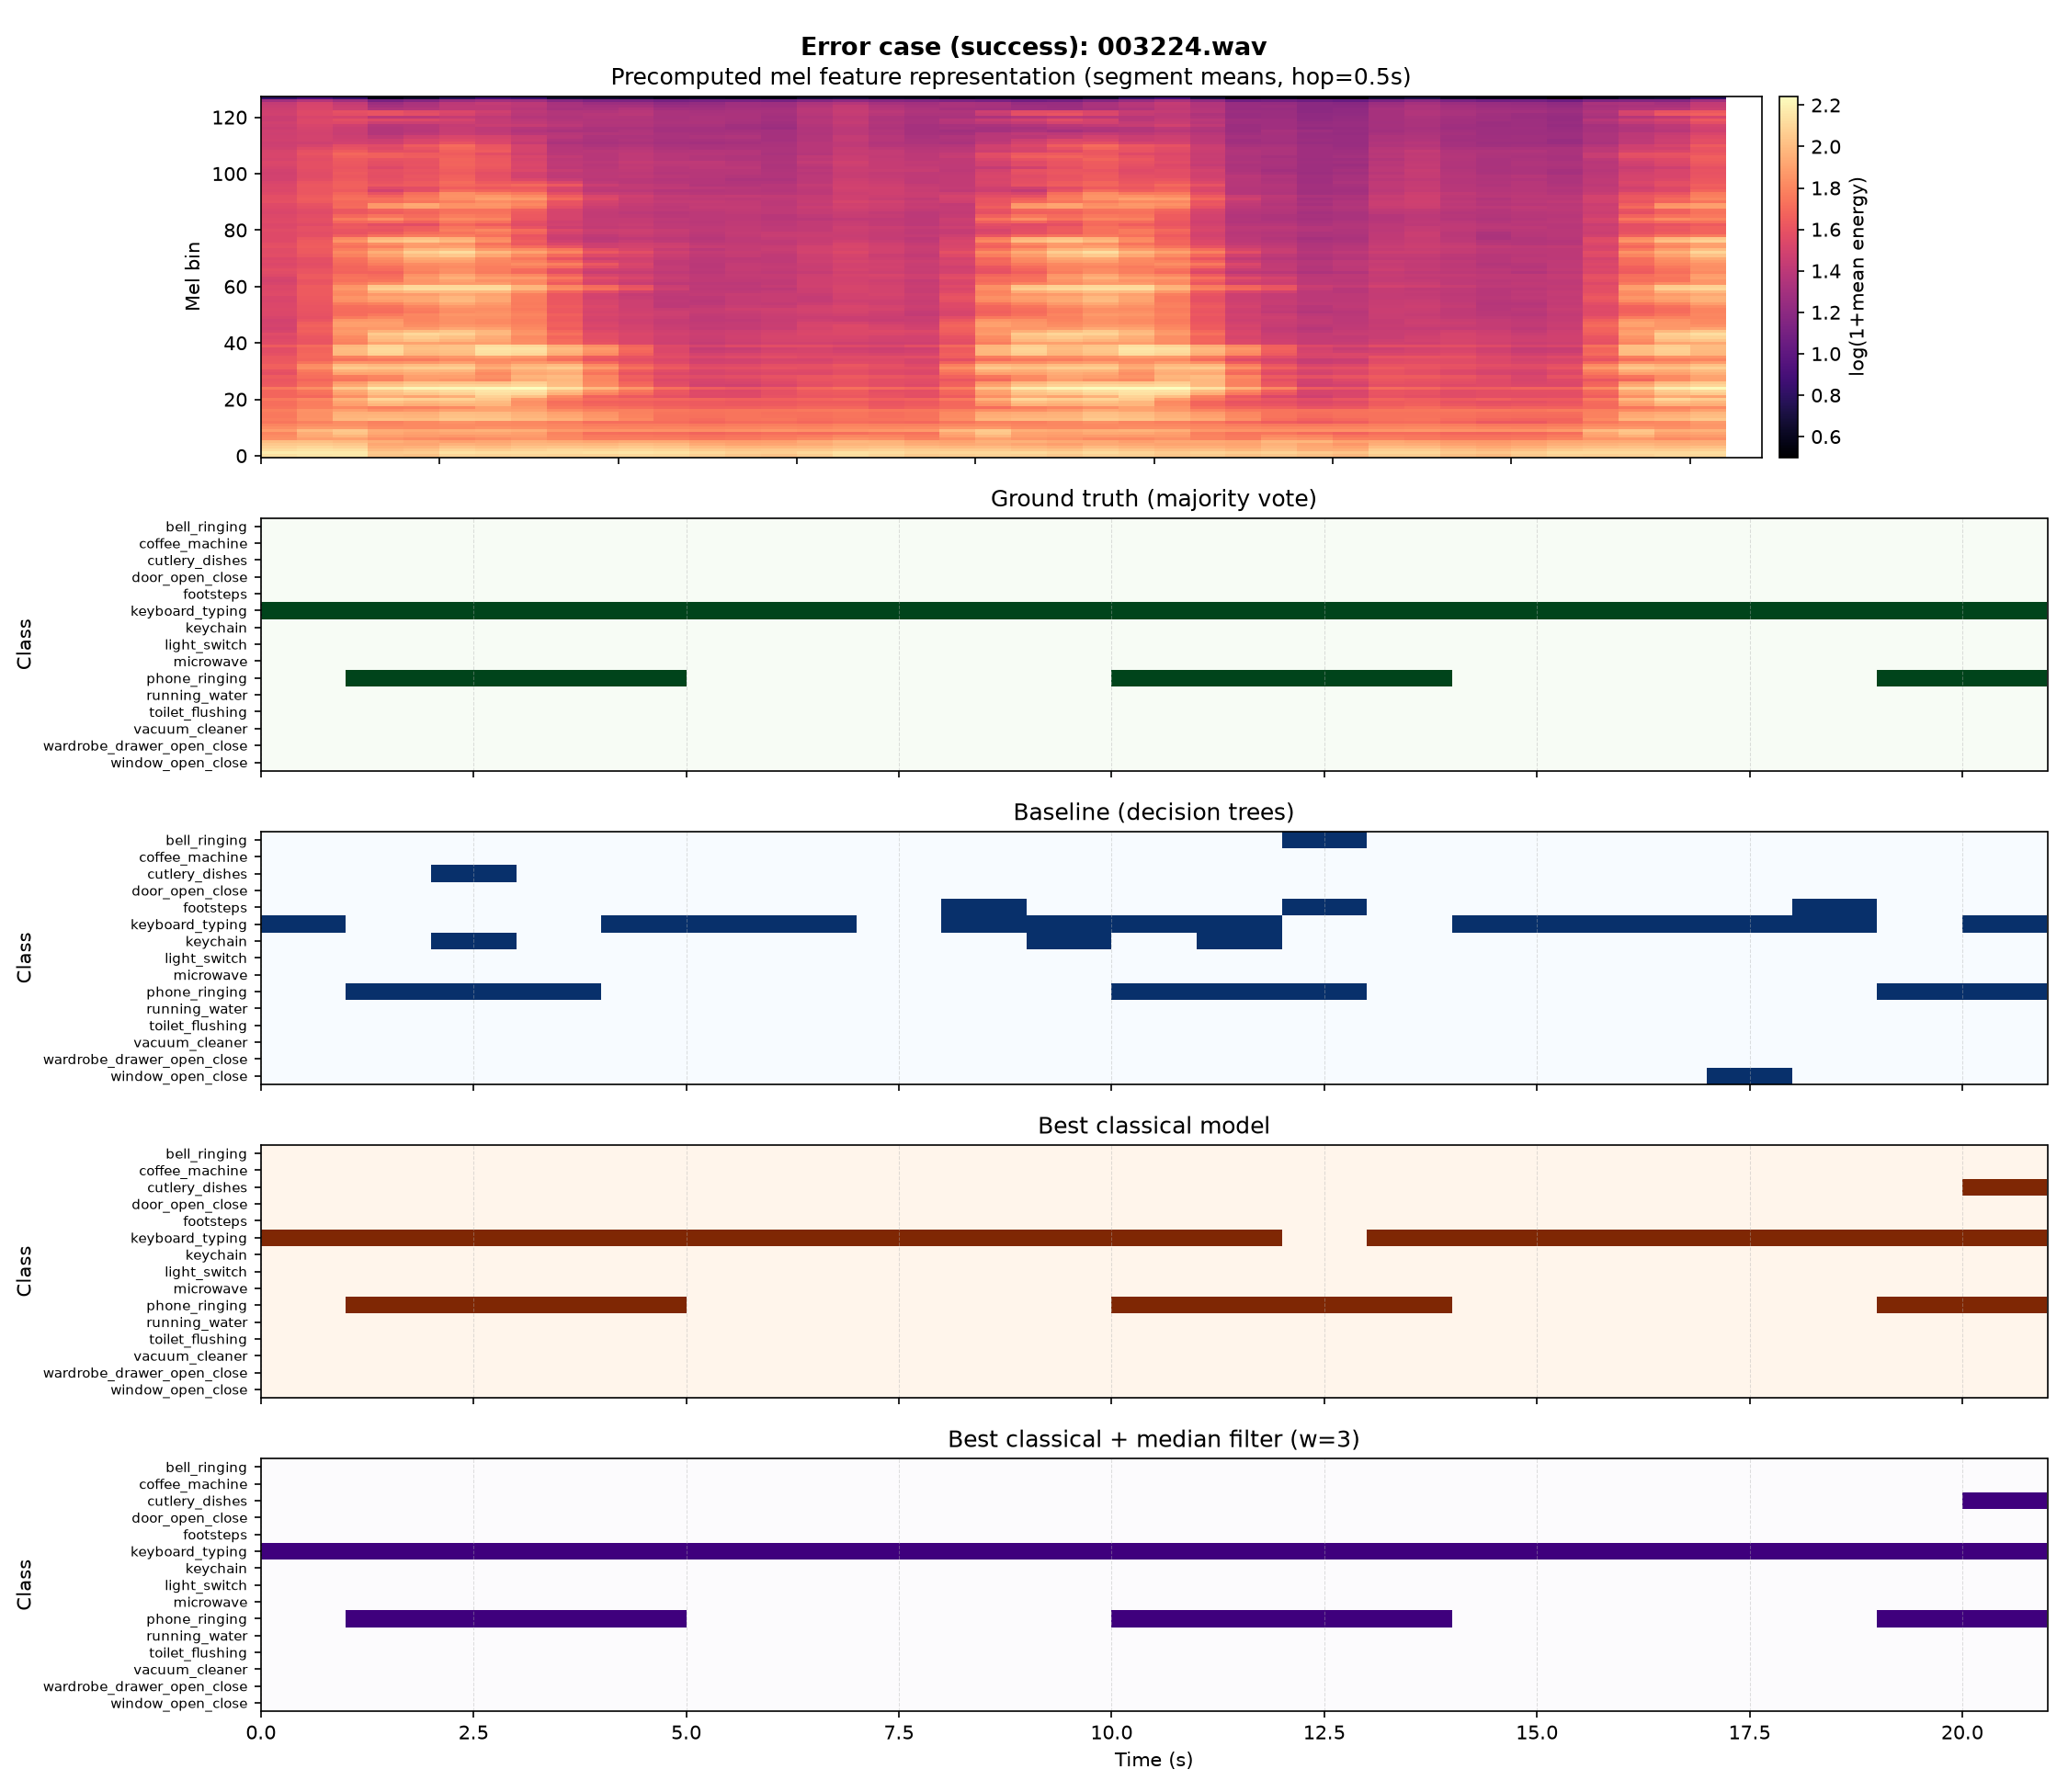 Error case (success): 003224.wav
Precomputed mel feature representation (segment means, hop=0.5s)
Mel bin
120
100
80
60
40
20
0
2.2
2.0
1.8
1.6
1.4
1.2
1.0
0.8
0.6
log(1+mean energy)
Ground truth (majority vote)
Class
bell_ringing
coffee_machine
cutlery_dishes
door_open_close
footsteps
keyboard_typing
keychain
light_switch
microwave
phone_ringing
running_water
toilet_flushing
vacuum_cleaner
wardrobe_drawer_open_close
window_open_close
Baseline (decision trees)
Class
bell_ringing
coffee_machine
cutlery_dishes
door_open_close
footsteps
keyboard_typing
keychain
light_switch
microwave
phone_ringing
running_water
toilet_flushing
vacuum_cleaner
wardrobe_drawer_open_close
window_open_close
Best classical model
Class
bell_ringing
coffee_machine
cutlery_dishes
door_open_close
footsteps
keyboard_typing
keychain
light_switch
microwave
phone_ringing
running_water
toilet_flushing
vacuum_cleaner
wardrobe_drawer_open_close
window_open_close
Best classical + median filter (w=3)
Class
bell_ringing
coffee_machine
cutlery_dishes
door_open_close
footsteps
keyboard_typing
keychain
light_switch
microwave
phone_ringing
running_water
toilet_flushing
vacuum_cleaner
wardrobe_drawer_open_close
window_open_close
0.0 2.5 5.0 7.5 10.0 12.5 15.0 17.5 20.0
Time (s)